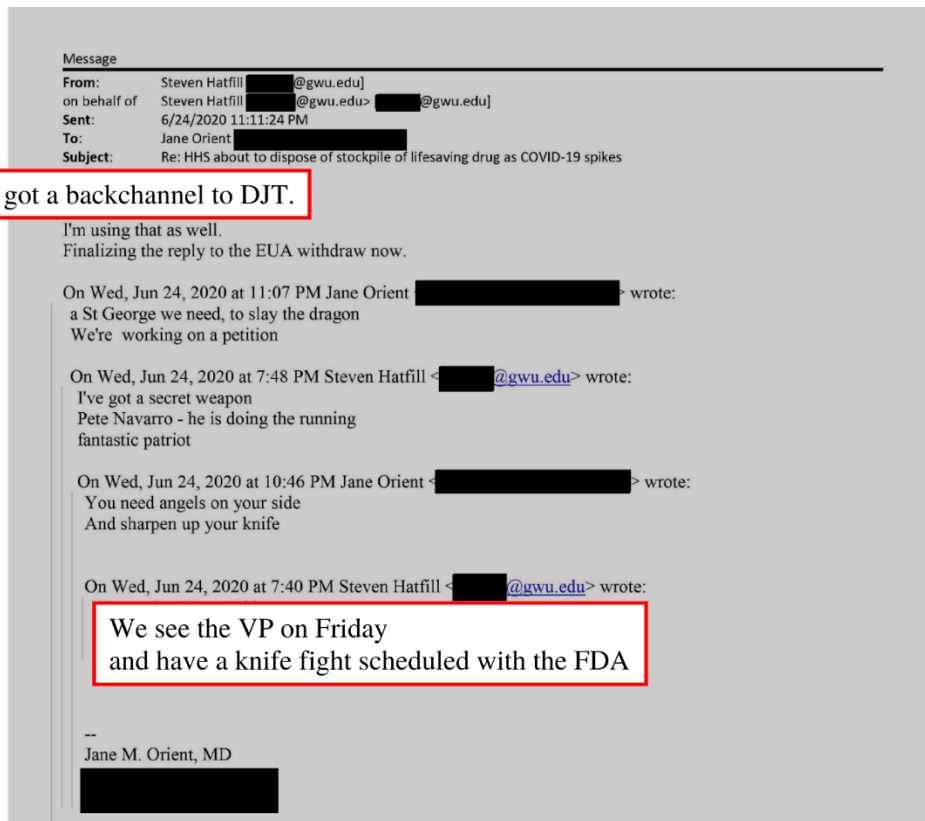 Message
From: Steven Hatfill @gwu.edu]
on behalf of Steven Hatfill @gwu.edu> @gwu.edu]
Sent: 6/24/2020 11:11:24 PM
To: Jane Orient
Subject: Re: HHS about to dispose of stockpile of lifesaving drug as COVID-19 spikes
got a backchannel to DJT.
I'm using that as well.
Finalizing the reply to the EUA withdraw now.
On Wed, Jun 24, 2020 at 11:07 PM Jane Orient > wrote:
a St George we need, to slay the dragon
We're working on a petition
On Wed, Jun 24, 2020 at 7:48 PM Steven Hatfill < @gwu.edu> wrote:
I've got a secret weapon
Pete Navarro - he is doing the running
fantastic patriot
On Wed, Jun 24, 2020 at 10:46 PM Jane Orient < > wrote:
You need angels on your side
And sharpen up your knife
On Wed, Jun 24, 2020 at 7:40 PM Steven Hatfill < @gwu.edu> wrote:
We see the VP on Friday
and have a knife fight scheduled with the FDA
--
Jane M. Orient, MD